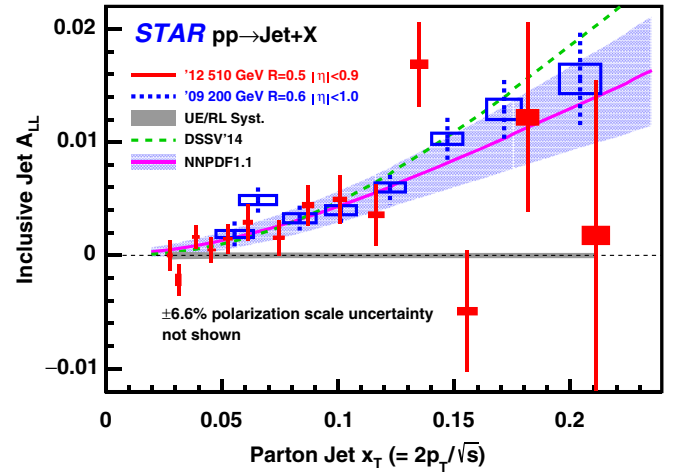 STAR pp→Jet+X
'12 510 GeV R=0.5 |η|<0.9
'09 200 GeV R=0.6 |η|<1.0
UE/RL Syst.
DSSV'14
NNPDF1.1
±6.6% polarization scale uncertainty
not shown
Inclusive Jet A_LL
0.02
0.01
0
−0.01
0 0.05 0.1 0.15 0.2
Parton Jet x_T (= 2p_T/√s)